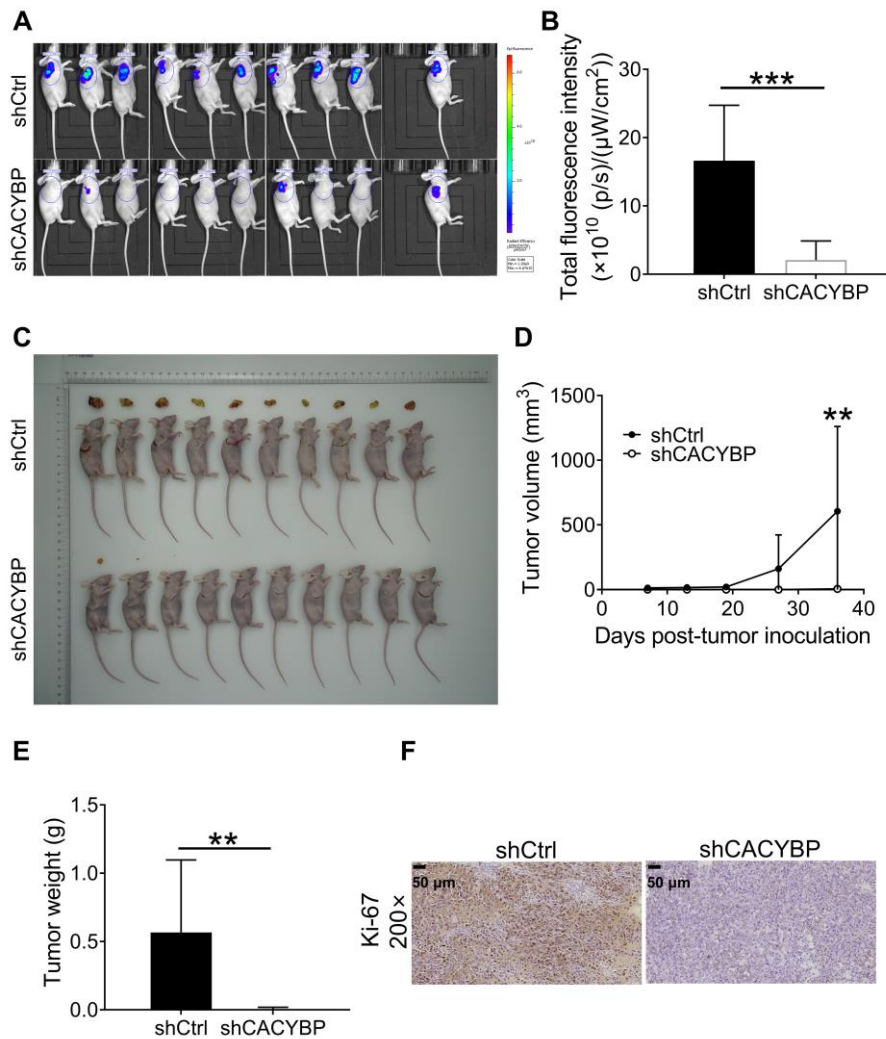 A
shCtrl
shCACYBP
B
Total fluorescence intensity
(×10¹⁰ (p/s)/(μW/cm²))
30
20
10
0
***
shCtrl shCACYBP
C
shCtrl
shCACYBP
D
Tumor volume (mm³)
1500
1000
500
0
**
shCtrl
shCACYBP
0 10 20 30 40
Days post-tumor inoculation
E
Tumor weight (g)
1.5
1.0
0.5
0.0
**
shCtrl shCACYBP
F
shCtrl shCACYBP
Ki-67
200×
50 μm
50 μm